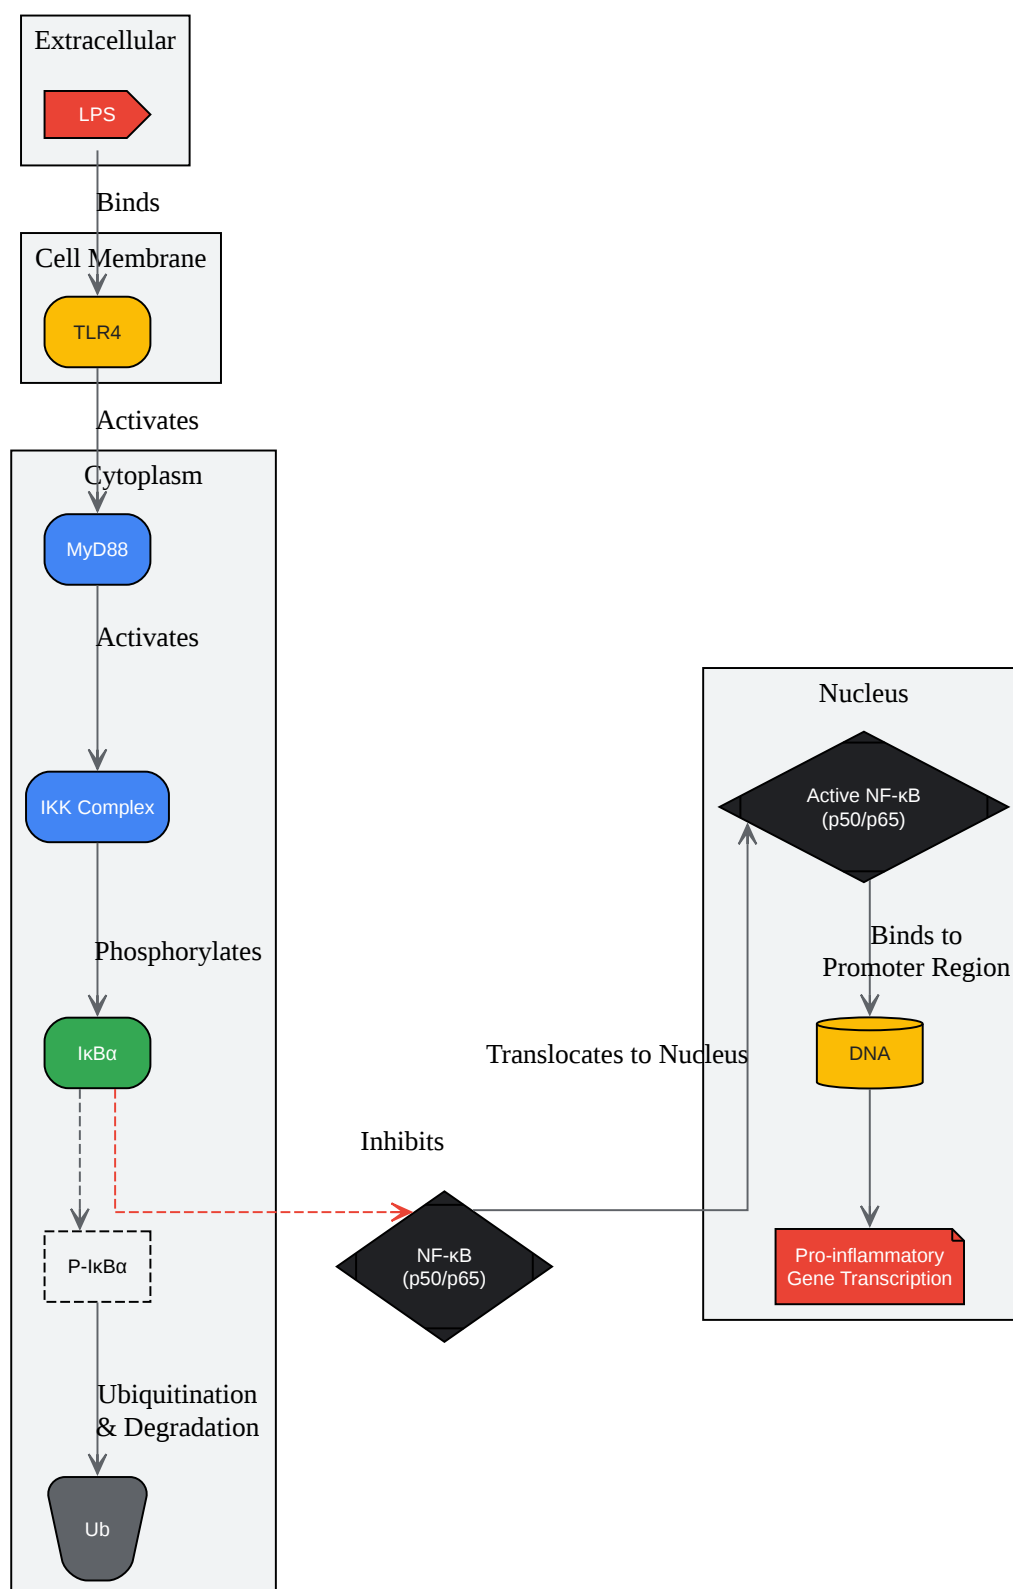 Extracellular
LPS
Binds
Cell Membrane
TLR4
Activates
Cytoplasm
MyD88
Activates
IKK Complex
Phosphorylates
IκBα
P-IκBα
Ubiquitination
& Degradation
Ub
Inhibits
NF-κB
(p50/p65)
Translocates to Nucleus
Nucleus
Active NF-κB
(p50/p65)
Binds to
Promoter Region
DNA
Pro-inflammatory
Gene Transcription